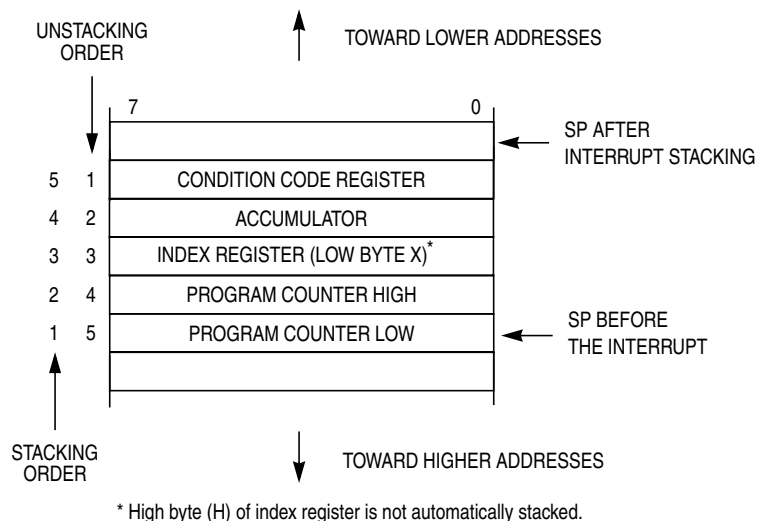 UNSTACKING
ORDER
TOWARD LOWER ADDRESSES
7 0
SP AFTER
INTERRUPT STACKING
5 1 CONDITION CODE REGISTER
4 2 ACCUMULATOR
3 3 INDEX REGISTER (LOW BYTE X)*
2 4 PROGRAM COUNTER HIGH
1 5 PROGRAM COUNTER LOW
SP BEFORE
THE INTERRUPT
STACKING
ORDER
TOWARD HIGHER ADDRESSES
* High byte (H) of index register is not automatically stacked.